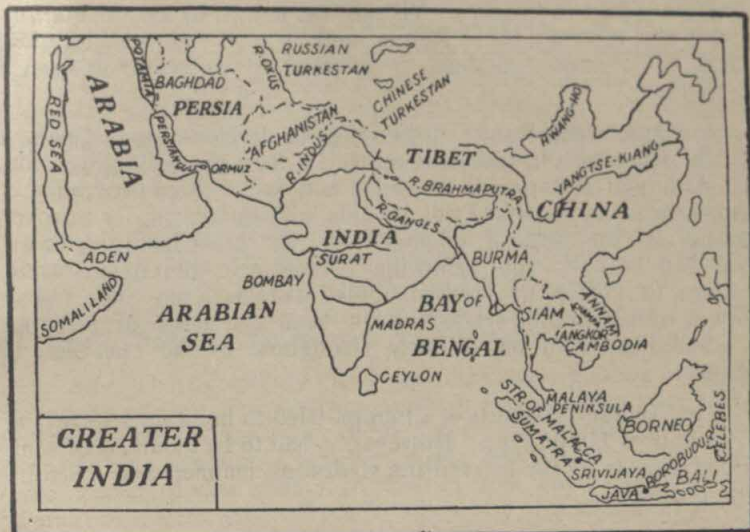 RUSSIAN
TURKESTAN
R. OXUS
POTAMIA
BAGHDAD
CHINESE
TURKESTAN
ARABIA
PERSIA
RED SEA
AFGHANISTAN
HWANG-HO
PERSIAN GULF
ORMUZ
R. INDUS
TIBET
YANGTSE-KIANG
R. BRAHMAPUTRA
CHINA
R. GANGES
INDIA
ADEN
SURAT
BURMA
BOMBAY
SOMALILAND
ARABIAN
SEA
BAY OF
BENGAL
MADRAS
SIAM
ANNAM
ANGKOR
CAMBODIA
CEYLON
STR. OF MALACCA
MALAYA
PENINSULA
SUMATRA
BORNEO
CELEBES
SRIVIJAYA
BOROBUDUR
BALI
JAVA
GREATER
INDIA